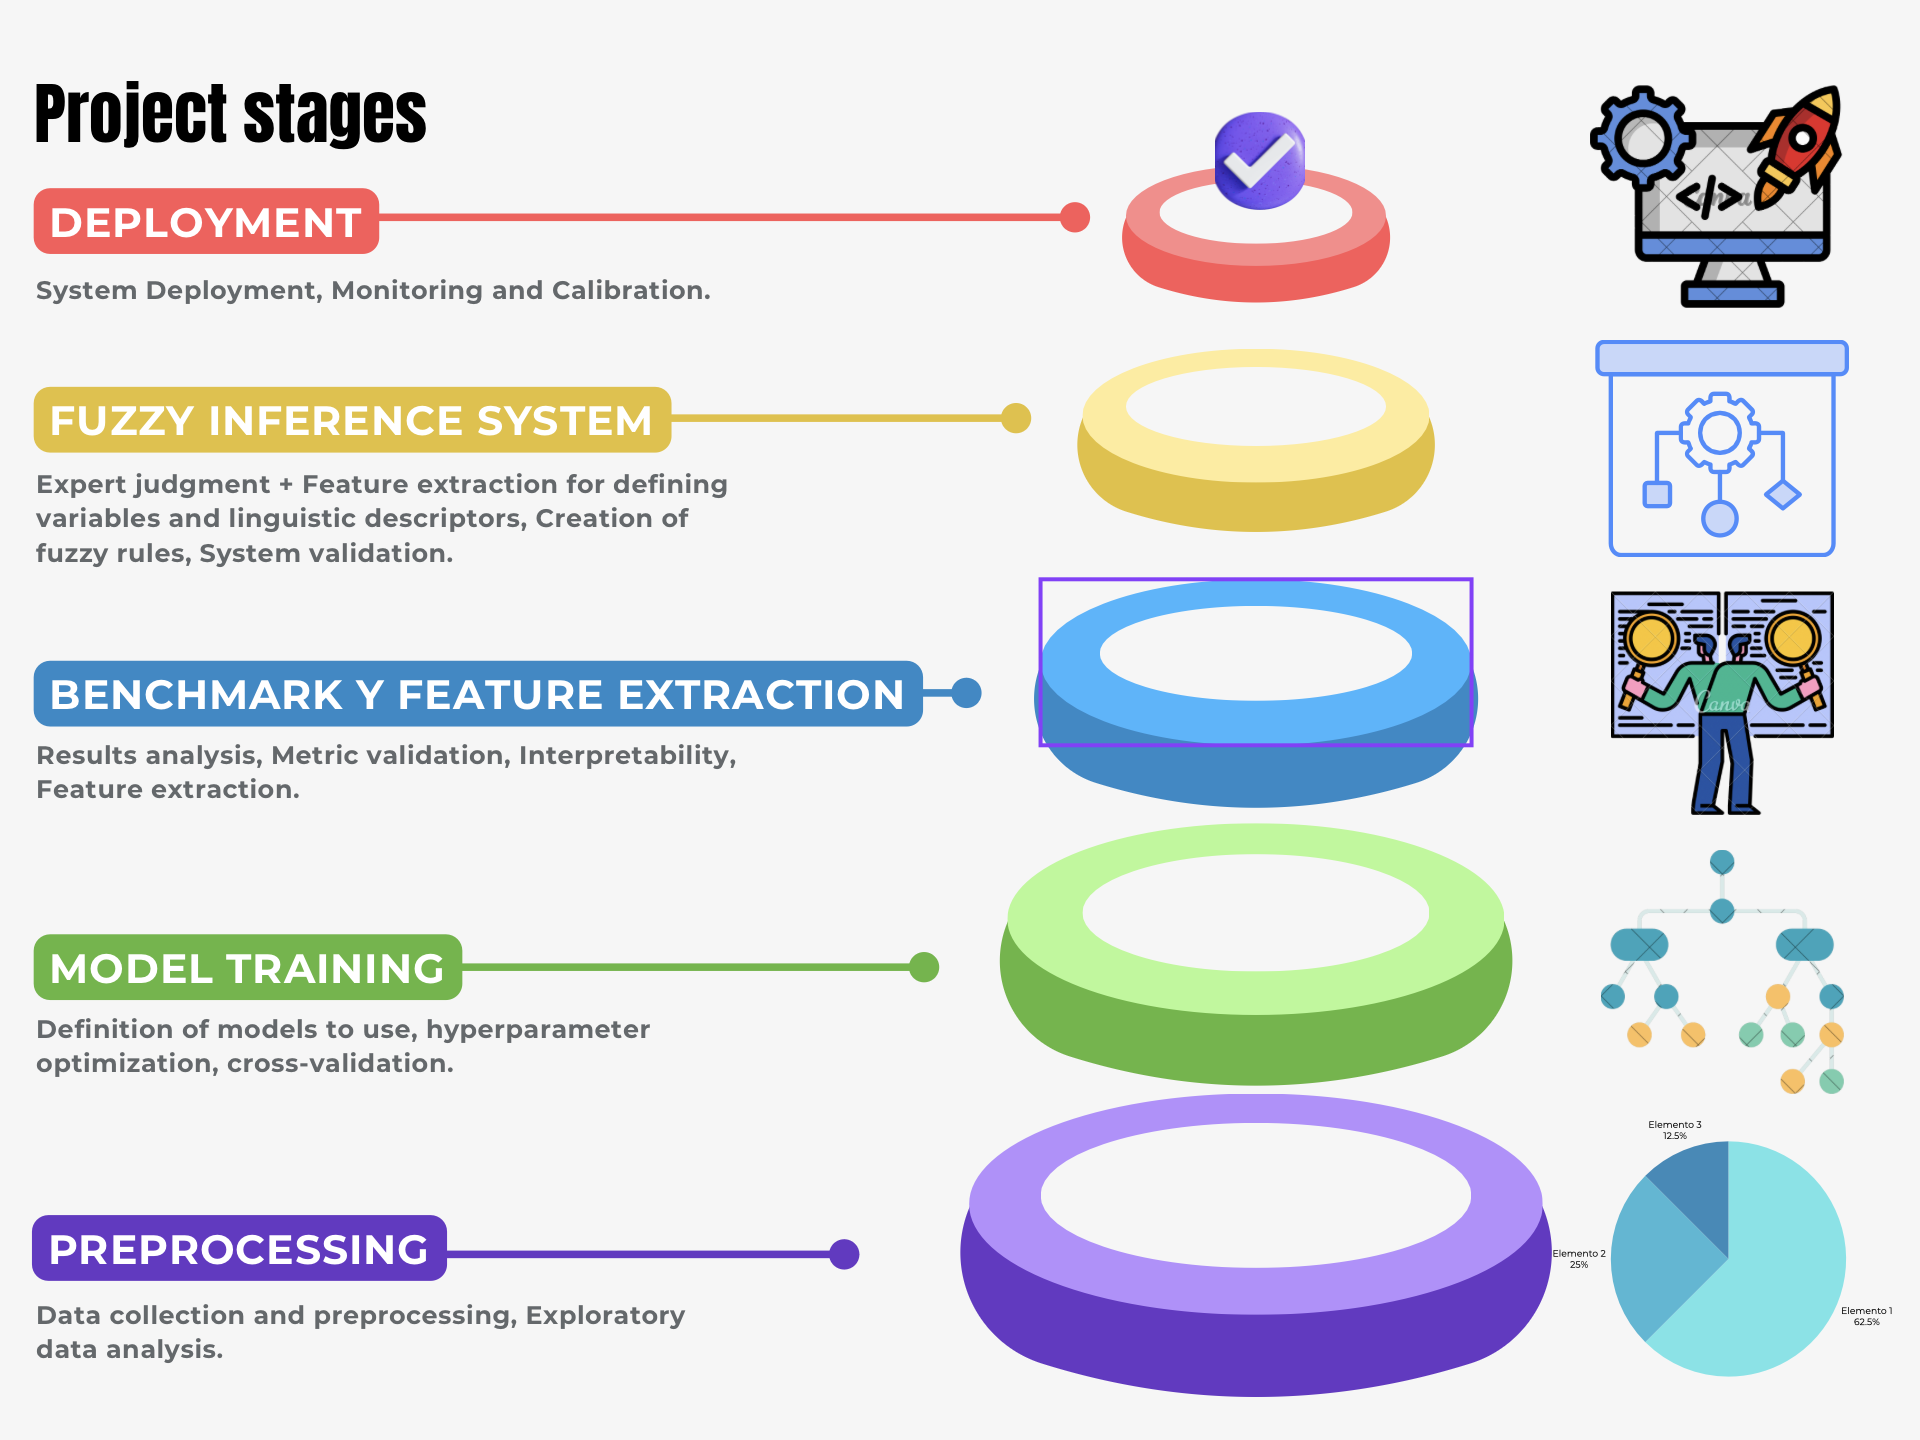 Project stages
DEPLOYMENT
System Deployment, Monitoring and Calibration.
</>
FUZZY INFERENCE SYSTEM
Expert judgment + Feature extraction for defining
variables and linguistic descriptors, Creation of
fuzzy rules, System validation.
BENCHMARK Y FEATURE EXTRACTION
Results analysis, Metric validation, Interpretability,
Feature extraction.
Canva
MODEL TRAINING
Definition of models to use, hyperparameter
optimization, cross-validation.
PREPROCESSING
Data collection and preprocessing, Exploratory
data analysis.
Elemento 3
12.5%
Elemento 2
25%
Elemento 1
62.5%